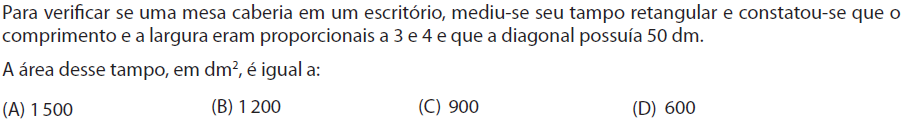 Para verificar se uma mesa caberia em um escritório, mediu-se seu tampo retangular e constatou-se que o
comprimento e a largura eram proporcionais a 3 e 4 e que a diagonal possuía 50 dm.
A área desse tampo, em dm², é igual a:
(A) 1 500 (B) 1 200 (C) 900 (D) 600